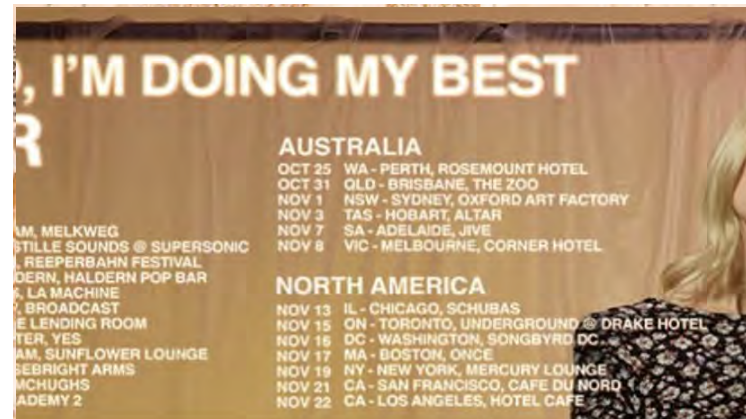 , I'M DOING MY BEST
R
AM, MELKWEG
STILLE SOUNDS @ SUPERSONIC
, REEPERBAHN FESTIVAL
DERN, HALDERN POP BAR
, LA MACHINE
, BROADCAST
E LENDING ROOM
TER, YES
AM, SUNFLOWER LOUNGE
SEBRIGHT ARMS
MCHUGHS
ADEMY 2
AUSTRALIA
OCT 25 WA - PERTH, ROSEMOUNT HOTEL
OCT 31 QLD - BRISBANE, THE ZOO
NOV 1 NSW - SYDNEY, OXFORD ART FACTORY
NOV 3 TAS - HOBART, ALTAR
NOV 7 SA - ADELAIDE, JIVE
NOV 8 VIC - MELBOURNE, CORNER HOTEL
NORTH AMERICA
NOV 13 IL - CHICAGO, SCHUBAS
NOV 15 ON - TORONTO, UNDERGROUND @ DRAKE HOTEL
NOV 16 DC - WASHINGTON, SONGBYRD DC
NOV 17 MA - BOSTON, ONCE
NOV 19 NY - NEW YORK, MERCURY LOUNGE
NOV 21 CA - SAN FRANCISCO, CAFE DU NORD
NOV 22 CA - LOS ANGELES, HOTEL CAFE